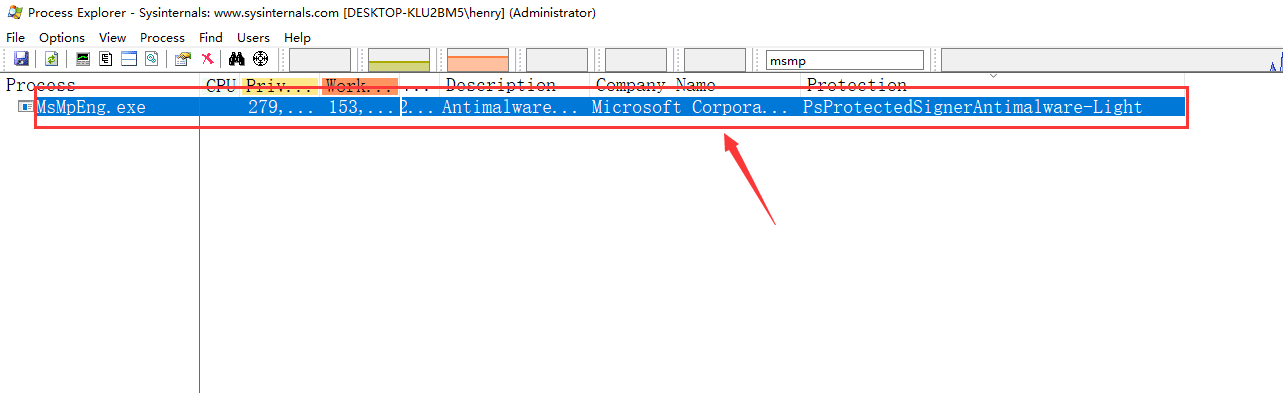 Process Explorer - Sysinternals: www.sysinternals.com [DESKTOP-KLU2BM5\henry] (Administrator)
File Options View Process Find Users Help
msmp
Process CPU Priv... Work... ... Description Company Name Protection
MsMpEng.exe 279,... 153,... 2... Antimalware... Microsoft Corpora... PsProtectedSignerAntimalware-Light